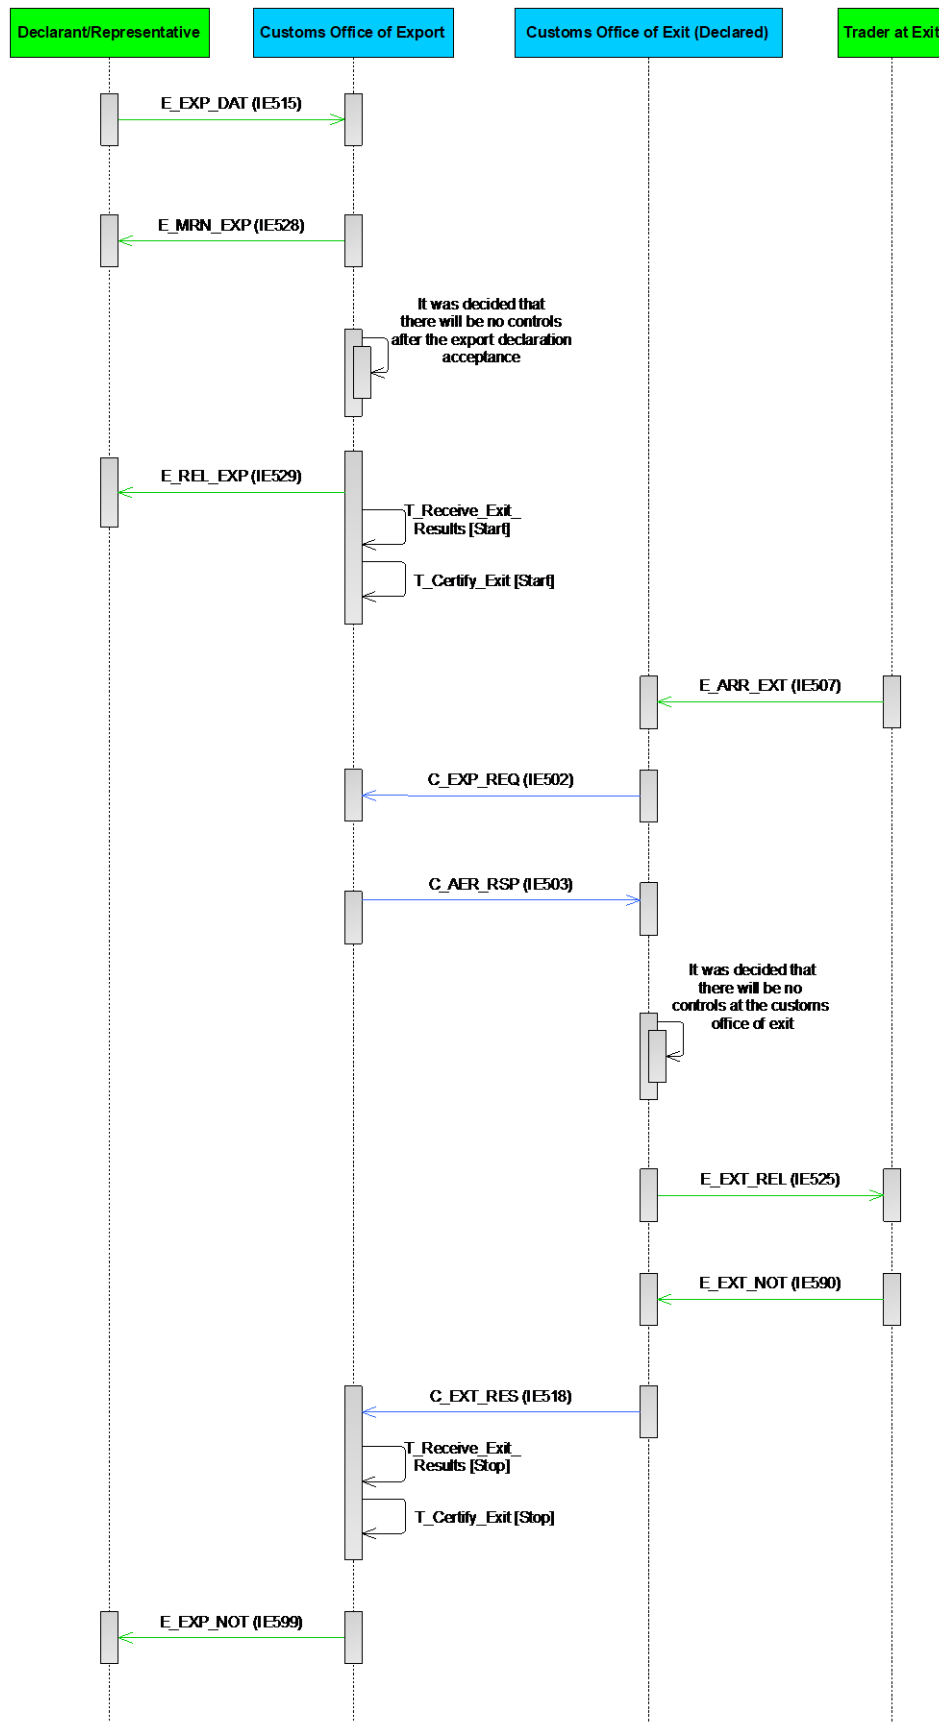 Declarant/Representative
Customs Office of Export
Customs Office of Exit (Declared)
Trader at Exit
E_EXP_DAT (IE515)
E_MRN_EXP (IE528)
It was decided that
there will be no controls
after the export declaration
acceptance
E_REL_EXP (IE529)
T_Receive_Exit_
Results [Start]
T_Certify_Exit [Start]
E_ARR_EXT (IE507)
C_EXP_REQ (IE502)
C_AER_RSP (IE503)
It was decided that
there will be no
controls at the customs
office of exit
E_EXT_REL (IE525)
E_EXT_NOT (IE590)
C_EXT_RES (IE518)
T_Receive_Exit_
Results [Stop]
T_Certify_Exit [Stop]
E_EXP_NOT (IE599)